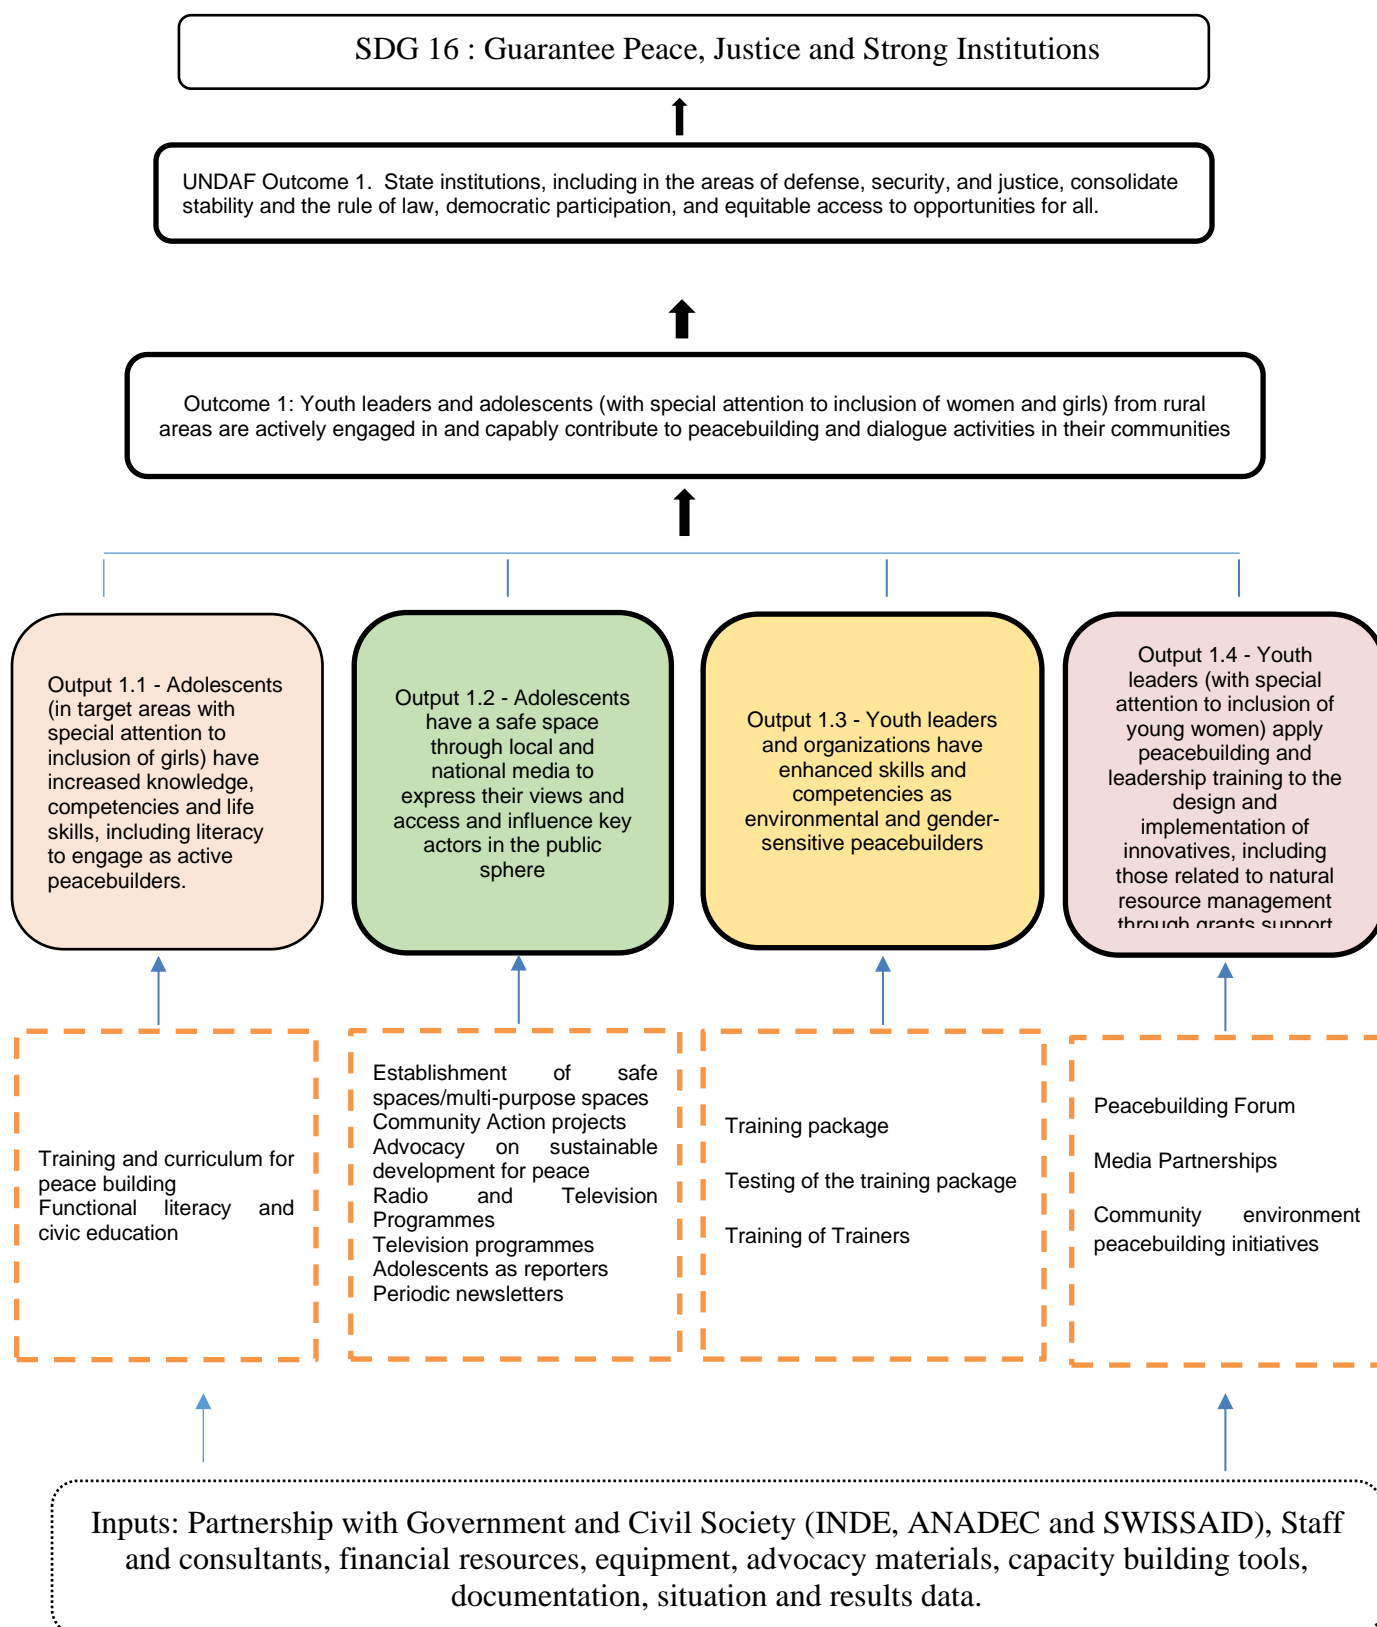 SDG 16 : Guarantee Peace, Justice and Strong Institutions
UNDAF Outcome 1.  State institutions, including in the areas of defense, security, and justice, consolidate
stability and the rule of law, democratic participation, and equitable access to opportunities for all.
Outcome 1: Youth leaders and adolescents (with special attention to inclusion of women and girls) from rural
areas are actively engaged in and capably contribute to peacebuilding and dialogue activities in their communities
Output 1.1 - Adolescents
(in target areas with
special attention to
inclusion of girls) have
increased knowledge,
competencies and life
skills, including literacy
to engage as active
peacebuilders.
Output 1.2 - Adolescents
have a safe space
through local and
national media to
express their views and
access and influence key
actors in the public
sphere
Output 1.3 - Youth leaders
and organizations have
enhanced skills and
competencies as
environmental and gender-
sensitive peacebuilders
Output 1.4 - Youth
leaders (with special
attention to inclusion of
young women) apply
peacebuilding and
leadership training to the
design and
implementation of
innovatives, including
those related to natural
resource management
through grants support
Training and curriculum for
peace building
Functional literacy and
civic education
Establishment of safe
spaces/multi-purpose spaces
Community Action projects
Advocacy on sustainable
development for peace
Radio and Television
Programmes
Television programmes
Adolescents as reporters
Periodic newsletters
Training package
Testing of the training package
Training of Trainers
Peacebuilding Forum
Media Partnerships
Community environment
peacebuilding initiatives
Inputs: Partnership with Government and Civil Society (INDE, ANADEC and SWISSAID), Staff
and consultants, financial resources, equipment, advocacy materials, capacity building tools,
documentation, situation and results data.